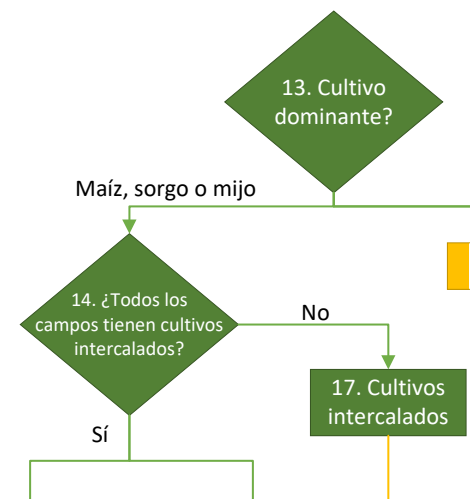 13. Cultivo
dominante?
Maíz, sorgo o mijo
14. ¿Todos los
campos tienen cultivos
intercalados?
No
17. Cultivos
intercalados
Sí